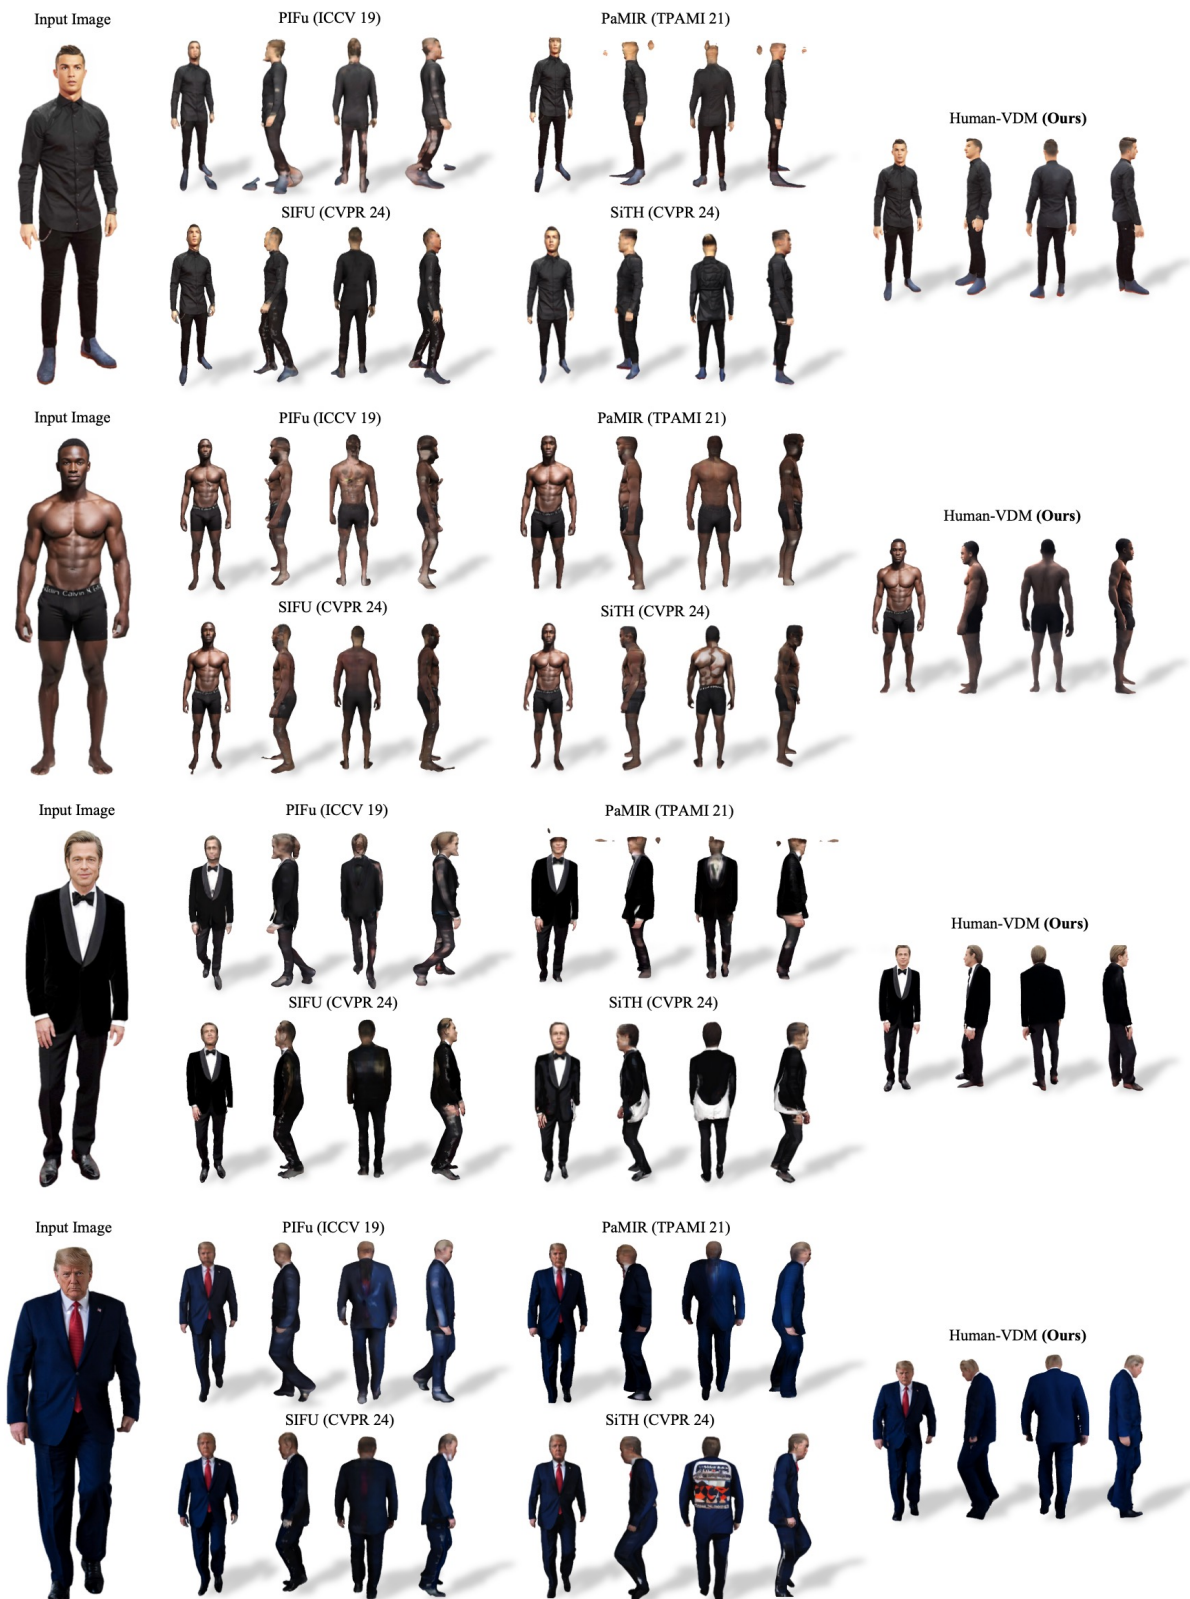 Input Image
PIFu (ICCV 19)
PaMIR (TPAMI 21)
Human-VDM (Ours)
SIFU (CVPR 24)
SiTH (CVPR 24)
Input Image
PIFu (ICCV 19)
PaMIR (TPAMI 21)
Human-VDM (Ours)
Calvin K
SIFU (CVPR 24)
SiTH (CVPR 24)
Input Image
PIFu (ICCV 19)
PaMIR (TPAMI 21)
Human-VDM (Ours)
SIFU (CVPR 24)
SiTH (CVPR 24)
Input Image
PIFu (ICCV 19)
PaMIR (TPAMI 21)
Human-VDM (Ours)
SIFU (CVPR 24)
SiTH (CVPR 24)